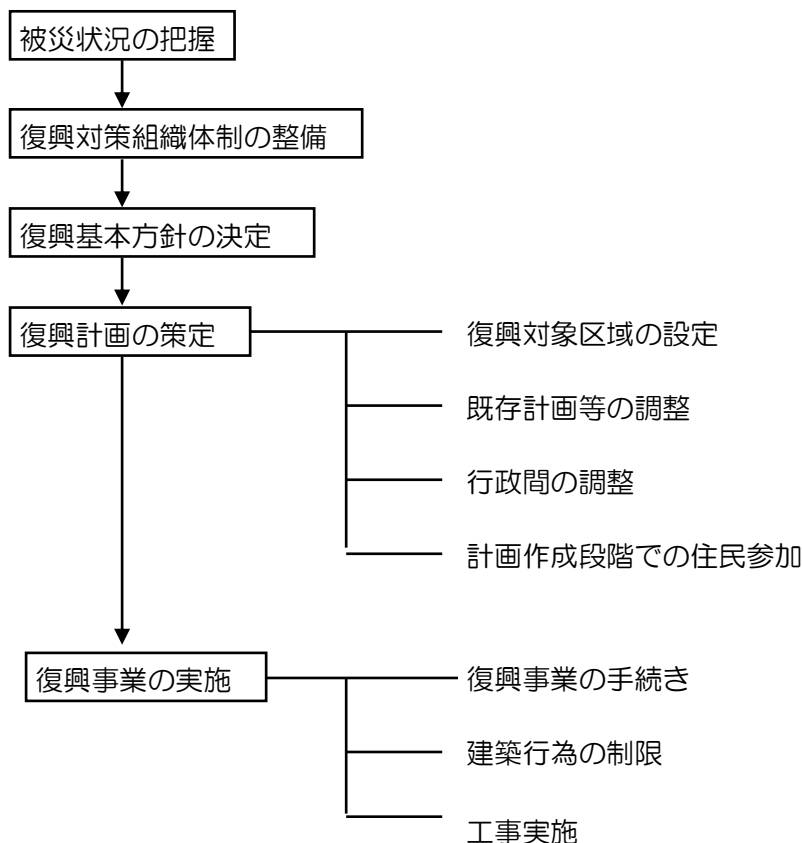 被災状況の把握
復興対策組織体制の整備
復興基本方針の決定
復興計画の策定
復興対象区域の設定
既存計画等の調整
行政間の調整
計画作成段階での住民参加
復興事業の実施
復興事業の手続き
建築行為の制限
工事実施